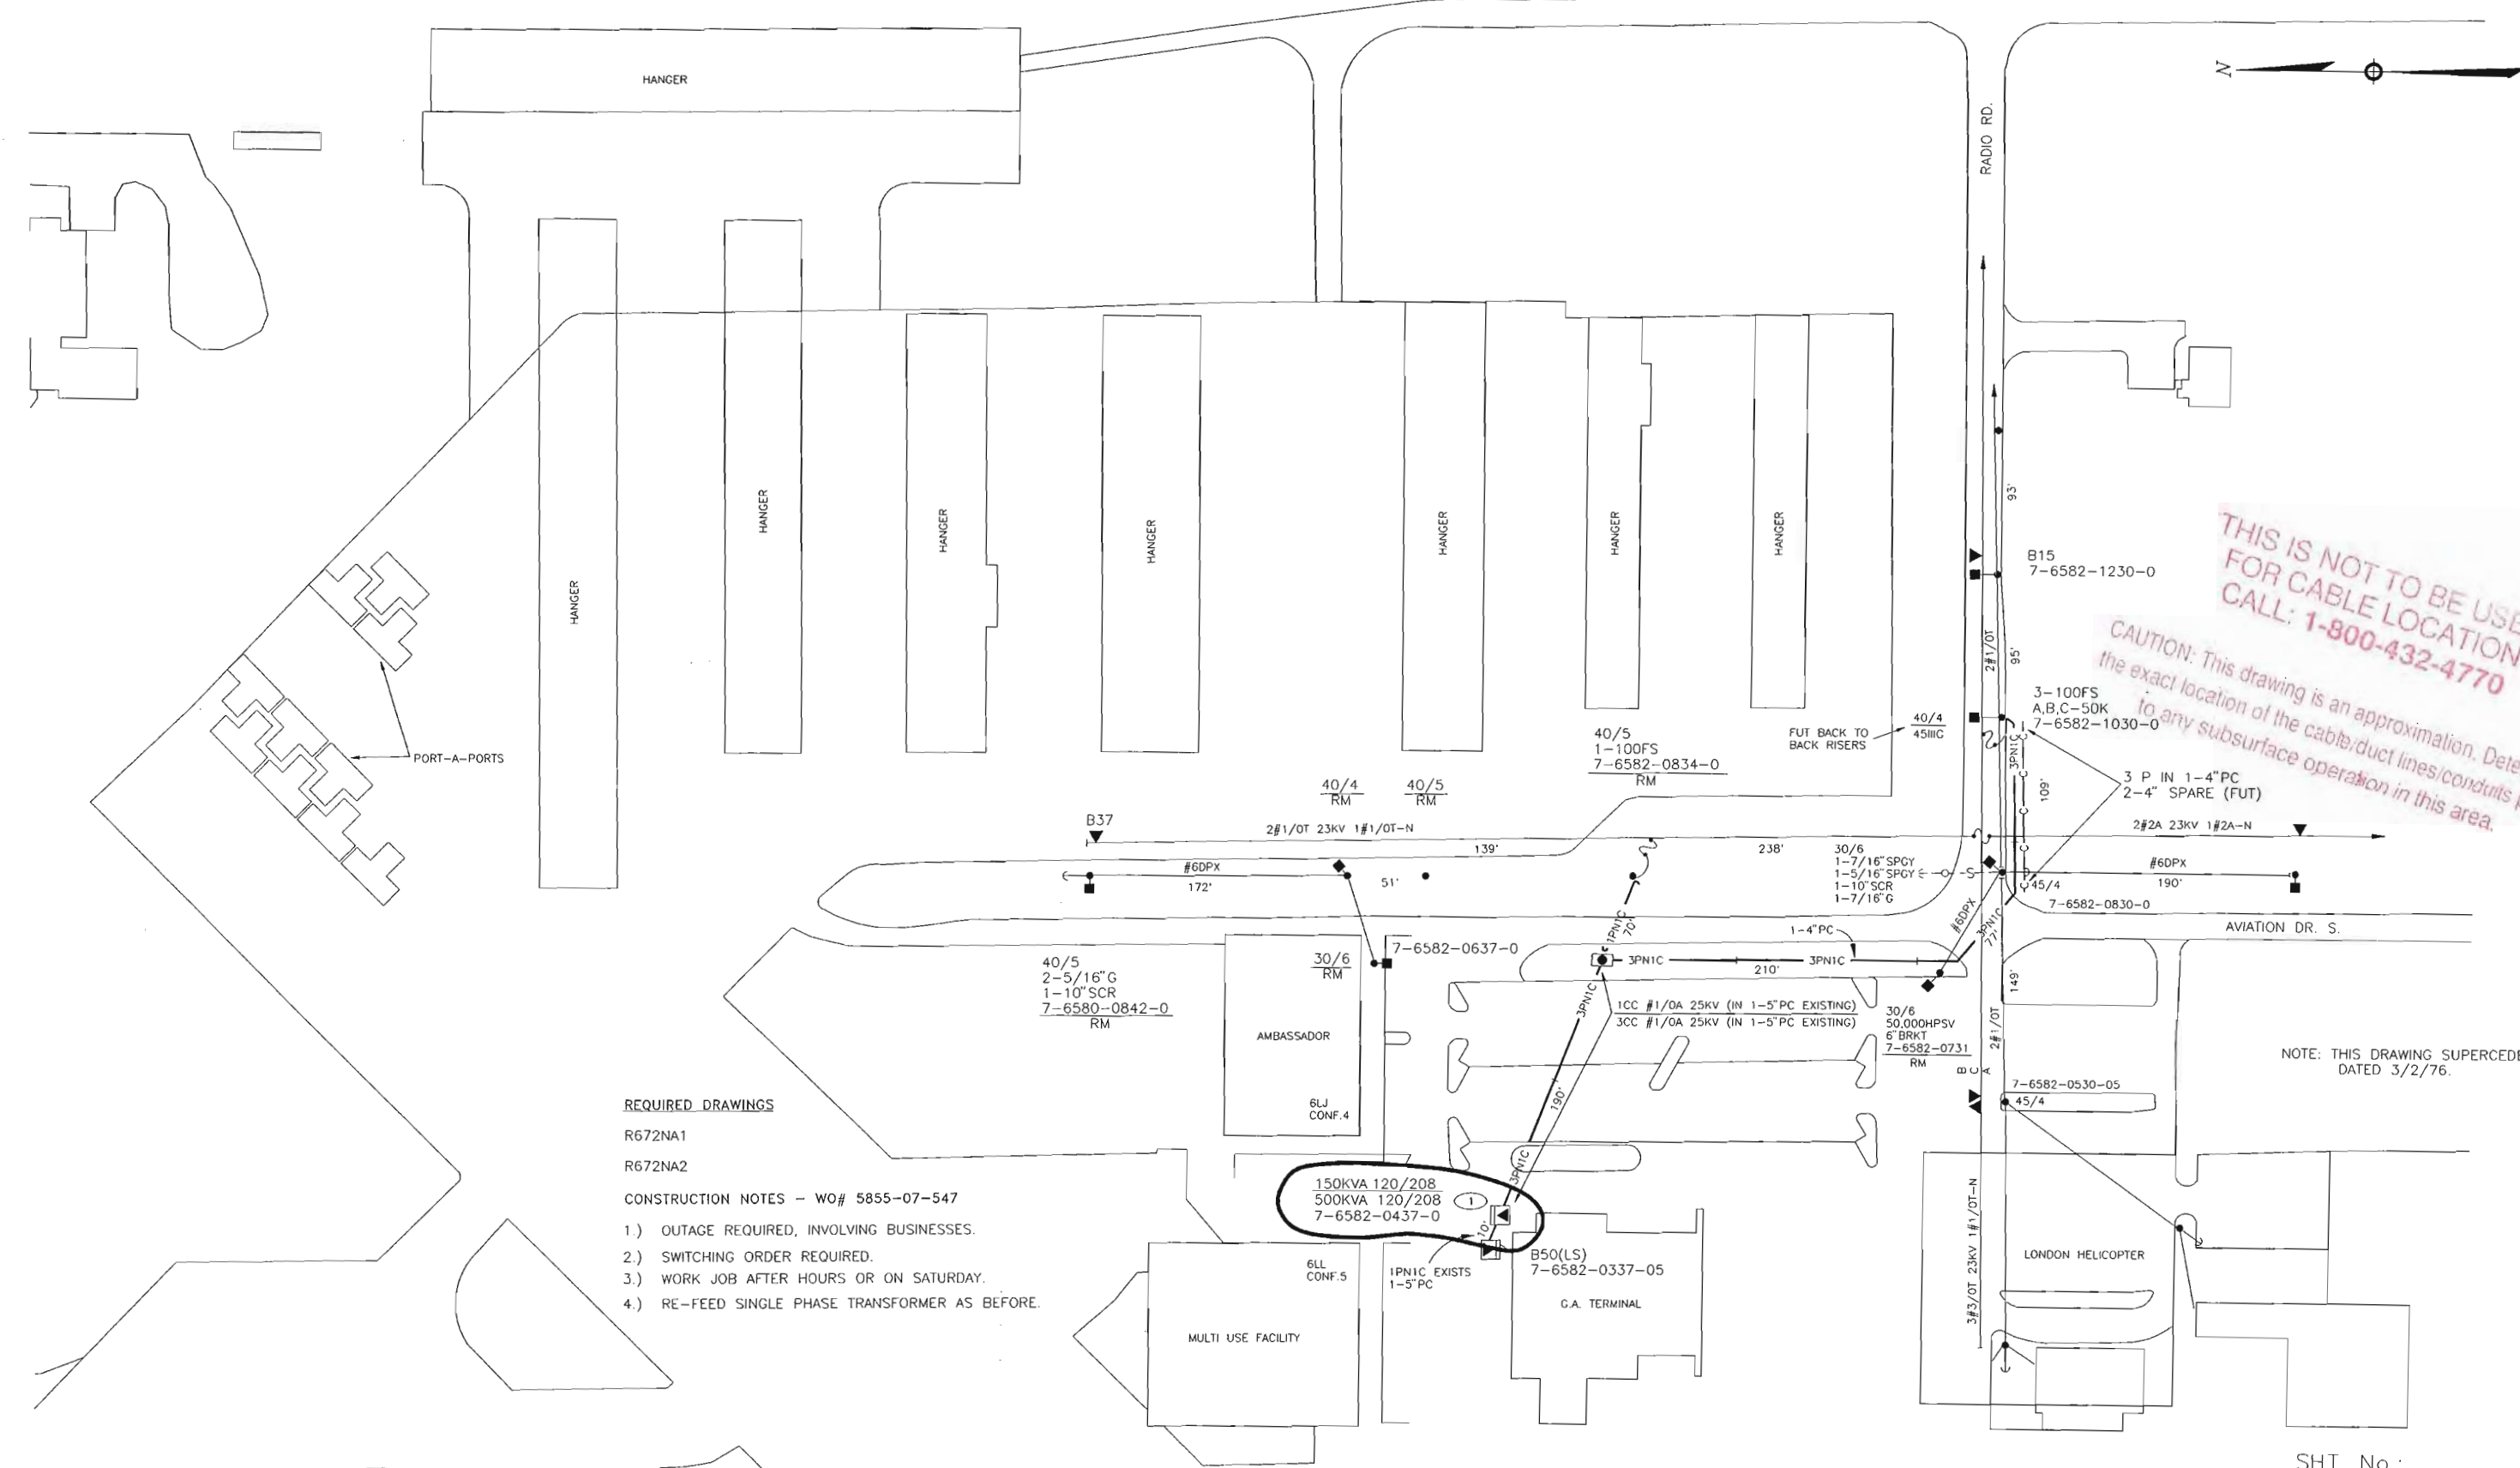 HANGER
N
RADIO RD.
HANGER
HANGER
HANGER
HANGER
HANGER
HANGER
HANGER
PORT-A-PORTS
93'
B15
7-6582-1230-0
2#1/0T
95'
THIS IS NOT TO BE USE
FOR CABLE LOCATION
CALL: 1-800-432-4770
CAUTION: This drawing is an approximation. Dete
the exact location of the cable/duct lines/conduits
to any subsurface operation in this area.
3-100FS
A,B,C-50K
7-6582-1030-0
40/5
1-100FS
7-6582-0834-0
RM
FUT BACK TO
BACK RISERS
40/4
3PN1C
C
C
C
C
109'
3 P IN 1-4"PC
2-4" SPARE (FUT)
40/4
RM
40/5
RM
B37
2#1/0T 23KV 1#1/0T-N
139'
238'
2#2A 23KV 1#2A-N
#6DPX
172'
51'
30/6
1-7/16"SPGY
1-5/16"SPGY
1-10"SCR
1-7/16"G
S
45/4
#6DPX
190'
7-6582-0830-0
AVIATION DR. S.
1PN1C
70'
#6DPX
3PN1C
77'
1-4"PC
40/5
2-5/16"G
1-10"SCR
7-6580-0842-0
RM
30/6
RM
7-6582-0637-0
3PN1C
3PN1C
210'
149'
3PN1C
1CC #1/0A 25KV (IN 1-5"PC EXISTING)
3CC #1/0A 25KV (IN 1-5"PC EXISTING)
30/6
50,000HPSV
6"BRKT
7-6582-0731
RM
2#1/0T
AMBASSADOR
NOTE: THIS DRAWING SUPERCEDE
DATED 3/2/76.
B C A
190'
7-6582-0530-05
45/4
6LJ
CONF.4
REQUIRED DRAWINGS
R672NA1
R672NA2
CONSTRUCTION NOTES - WO# 5855-07-547
1.) OUTAGE REQUIRED, INVOLVING BUSINESSES.
2.) SWITCHING ORDER REQUIRED.
3.) WORK JOB AFTER HOURS OR ON SATURDAY.
4.) RE-FEED SINGLE PHASE TRANSFORMER AS BEFORE.
3PN1C
150KVA 120/208
500KVA 120/208
7-6582-0437-0
1
10'
6LL
CONF.5
1PN1C EXISTS
1-5"PC
B50(LS)
7-6582-0337-05
G.A. TERMINAL
MULTI USE FACILITY
3#3/0T 23KV 1#1/0T-N
LONDON HELICOPTER
SHT. No.: